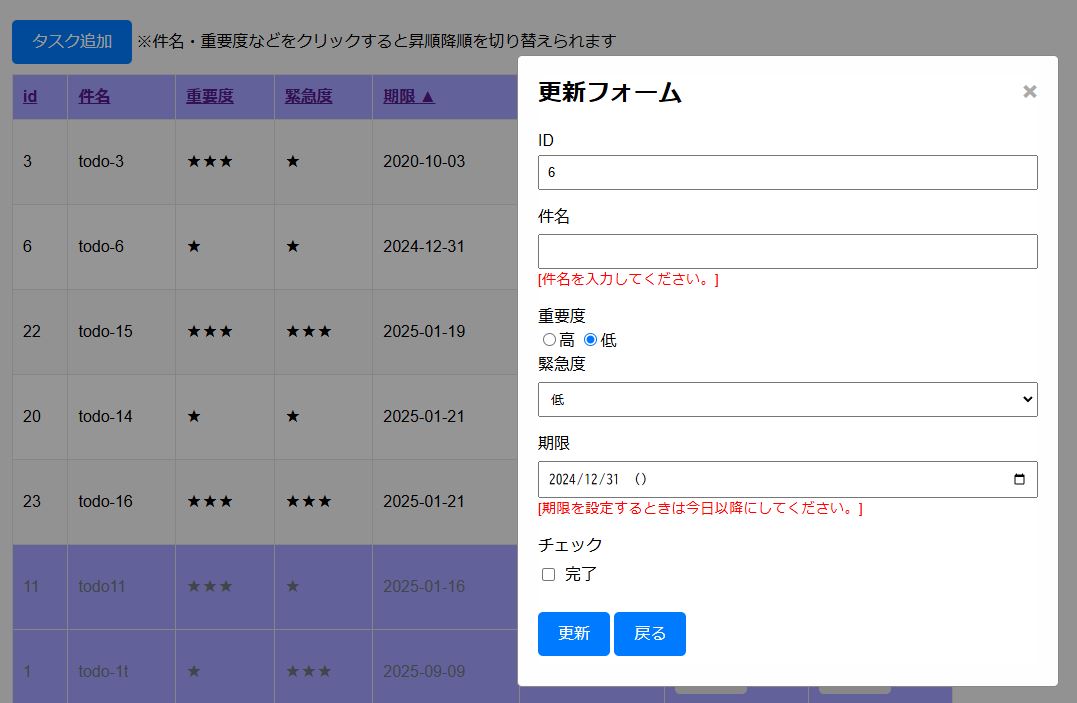 タスク追加 ※件名・重要度などをクリックすると昇順降順を切り替えられます
id 件名 重要度 緊急度 期限 ▲
3 todo-3 ★★★ ★ 2020-10-03
6 todo-6 ★ ★ 2024-12-31
22 todo-15 ★★★ ★★★ 2025-01-19
20 todo-14 ★ ★ 2025-01-21
23 todo-16 ★★★ ★★★ 2025-01-21
11 todo11 ★★★ ★ 2025-01-16
1 todo-1t ★ ★★★ 2025-09-09
更新フォーム ×
ID
6
件名
[件名を入力してください。]
重要度
高 低
緊急度
低
期限
2024/12/31 ()
[期限を設定するときは今日以降にしてください。]
チェック
完了
更新 戻る